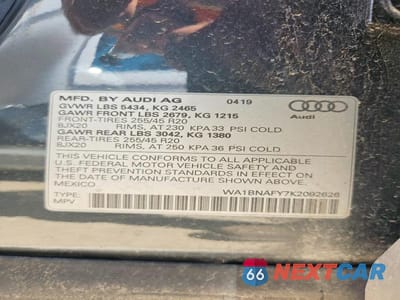 MFD. BY AUDI AG 04.19
GVWR LBS 5434, KG 2465
GAWR FRONT LBS 2679, KG 1215
FRONT-TIRES 255/45 R20
8JX20 RIMS, AT 230 KPA/33 PSI COLD
GAWR REAR LBS 3042, KG 1380
REAR-TIRES 255/45 R20
8JX20 RIMS, AT 250 KPA/36 PSI COLD
THIS VEHICLE CONFORMS TO ALL APPLICABLE
U.S. FEDERAL MOTOR VEHICLE SAFETY AND
THEFT PREVENTION STANDARDS IN EFFECT
ON THE DATE OF MANUFACTURE SHOWN ABOVE.
MEXICO WA1BNAFY7K2092626
TYPE:
MPV
Audi
66 NEXTCAR